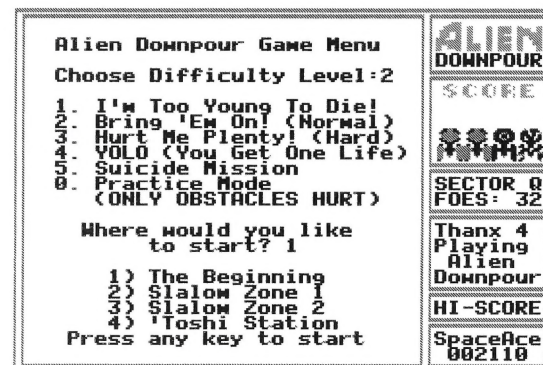 Alien Downpour Game Menu
Choose Difficulty Level:2
1. I'm Too Young To Die!
2. Bring 'Em On! (Normal)
3. Hurt Me Plenty! (Hard)
4. YOLO (You Get One Life)
5. Suicide Mission
0. Practice Mode
(ONLY OBSTACLES HURT)
Where would you like
to start? 1
1) The Beginning
2) Slalom Zone 1
3) Slalom Zone 2
4) 'Toshi Station
Press any key to start
ALIEN
DOWNPOUR
SCORE
SECTOR 0
FOES: 32
Thanx 4
Playing
Alien
Downpour
HI-SCORE
SpaceAce
002110